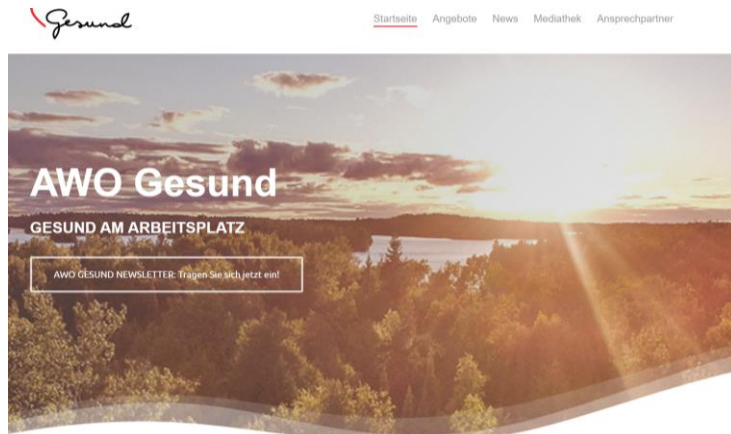 Gesund
Startseite Angebote News Mediathek Ansprechpartner
AWO Gesund
GESUND AM ARBEITSPLATZ
AWO GESUND NEWSLETTER: Tragen Sie sich jetzt ein!